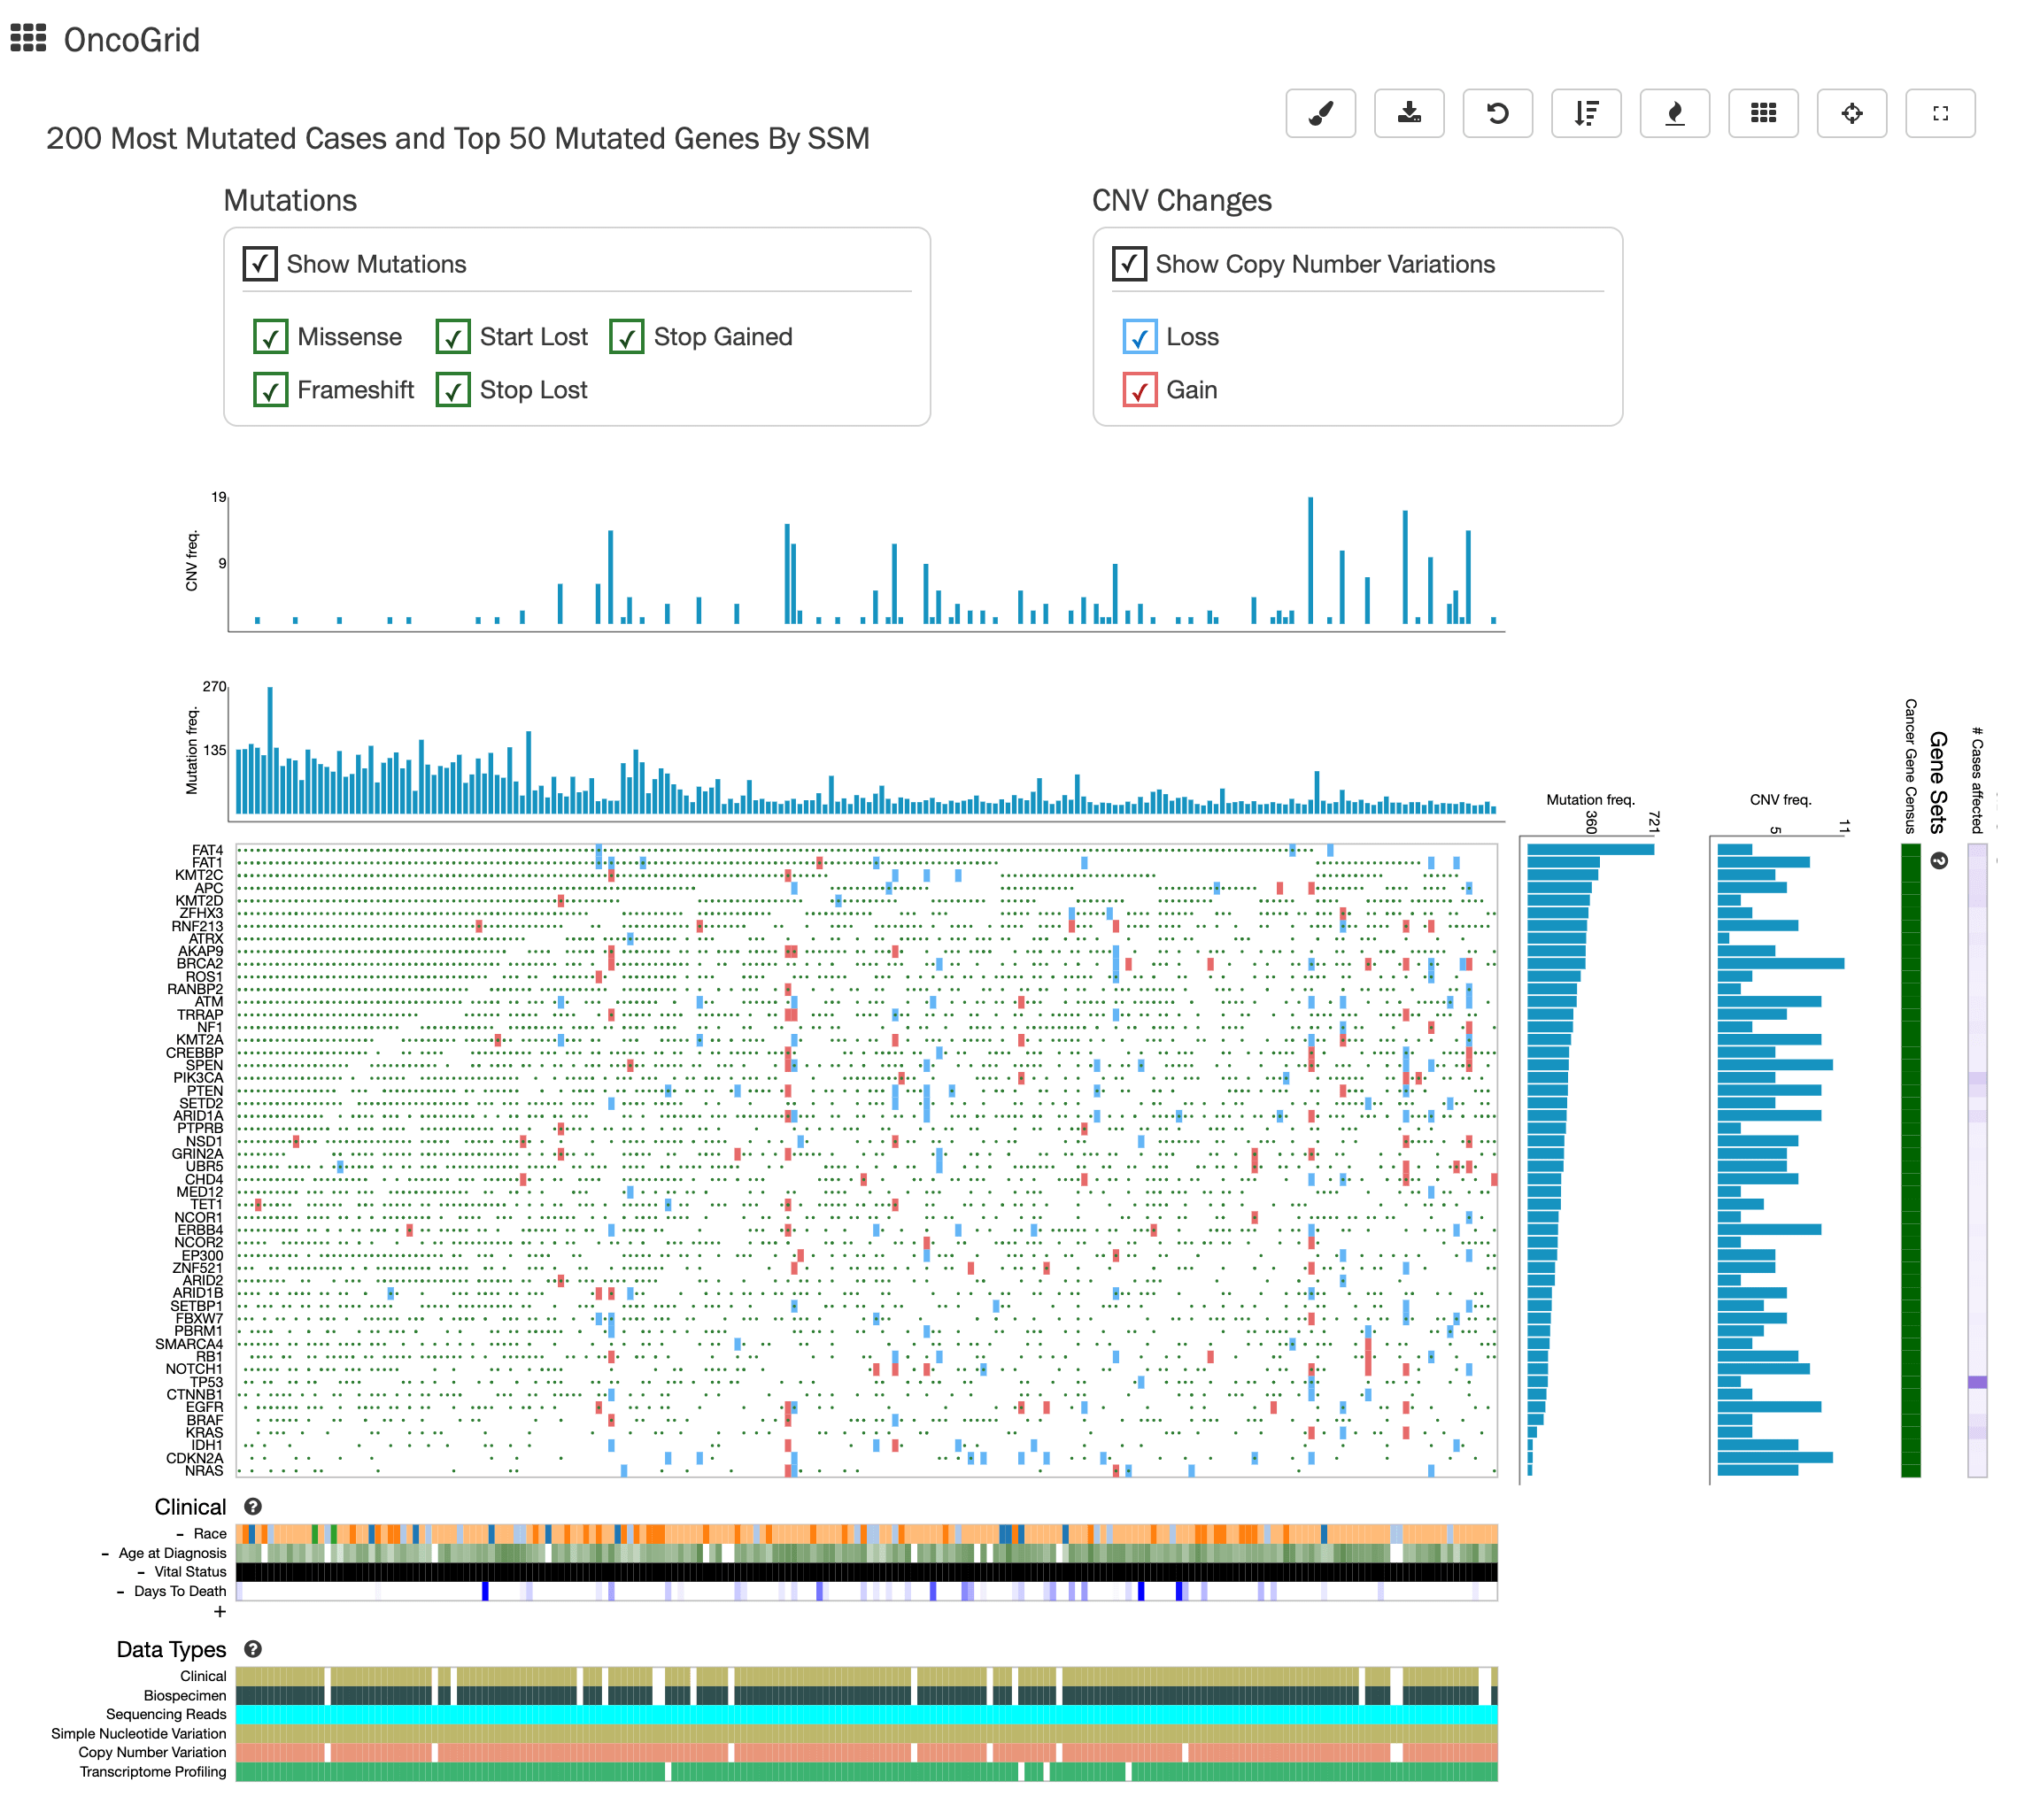 OncoGrid
200 Most Mutated Cases and Top 50 Mutated Genes By SSM
Mutations
Show Mutations
Missense
Start Lost
Stop Gained
Frameshift
Stop Lost
CNV Changes
Show Copy Number Variations
Loss
Gain
CNV freq.
19
9
Mutation freq.
270
135
Mutation freq.
360
721
CNV freq.
5
11
Cancer Gene Census
Gene Sets
# Cases affected
FAT4
FAT1
KMT2C
APC
KMT2D
ZFHX3
RNF213
ATRX
AKAP9
BRCA2
ROS1
RANBP2
ATM
TRRAP
NF1
KMT2A
CREBBP
SPEN
PIK3CA
PTEN
SETD2
ARID1A
PTPRB
NSD1
GRIN2A
UBR5
CHD4
MED12
TET1
NCOR1
ERBB4
NCOR2
EP300
ZNF521
ARID2
ARID1B
SETBP1
FBXW7
PBRM1
SMARCA4
RB1
NOTCH1
TP53
CTNNB1
EGFR
BRAF
KRAS
IDH1
CDKN2A
NRAS
Clinical
– Race
– Age at Diagnosis
– Vital Status
– Days To Death
+
Data Types
Clinical
Biospecimen
Sequencing Reads
Simple Nucleotide Variation
Copy Number Variation
Transcriptome Profiling